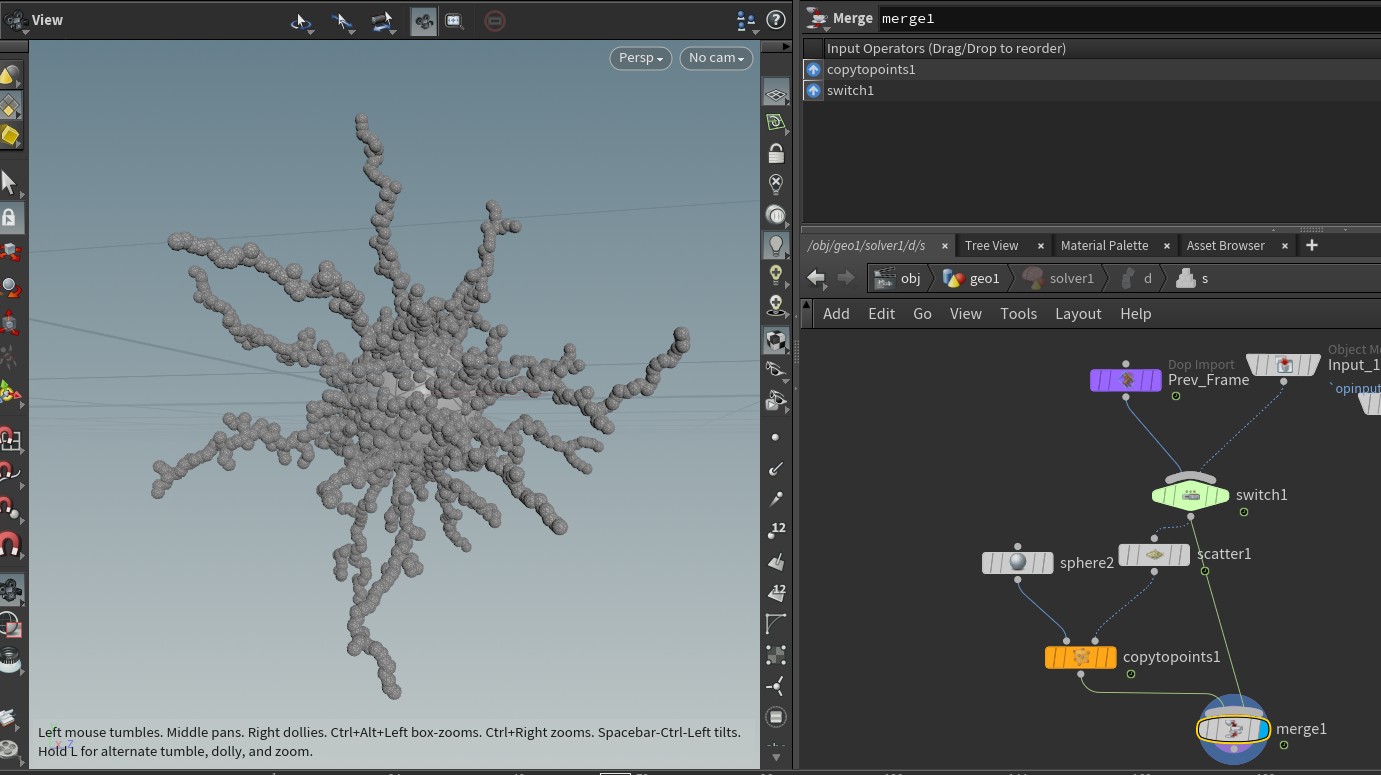 View
Merge merge1
Input Operators (Drag/Drop to reorder)
copytopoints1
switch1
Persp
No cam
/obj/geo1/solver1/d/s × Tree View × Material Palette × Asset Browser × +
obj geo1 solver1 d s
Add Edit Go View Tools Layout Help
Dop Import
Prev_Frame
Input_1
switch1
sphere2
scatter1
copytopoints1
merge1
12
12
Left mouse tumbles. Middle pans. Right dollies. Ctrl+Alt+Left box-zooms. Ctrl+Right zooms. Spacebar-Ctrl-Left tilts.
Hold L for alternate tumble, dolly, and zoom.